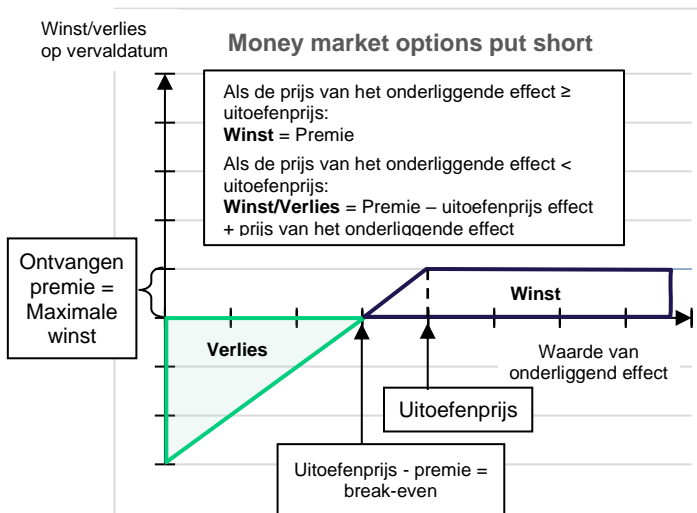 Winst/verlies
op vervaldatum
Money market options put short
Als de prijs van het onderliggende effect ≥
uitoefenprijs:
Winst = Premie
Als de prijs van het onderliggende effect <
uitoefenprijs:
Winst/Verlies = Premie – uitoefenprijs effect
+ prijs van het onderliggende effect
Ontvangen
premie =
Maximale
winst
Winst
Verlies
Waarde van
onderliggend effect
Uitoefenprijs
Uitoefenprijs - premie =
break-even